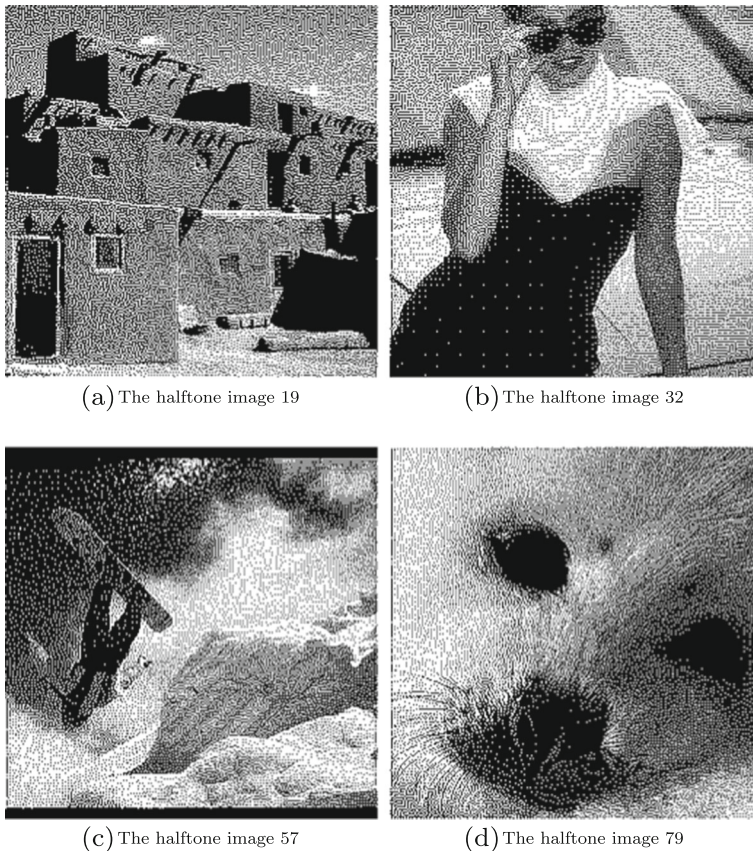 (a) The halftone image 19
(b) The halftone image 32
(c) The halftone image 57
(d) The halftone image 79